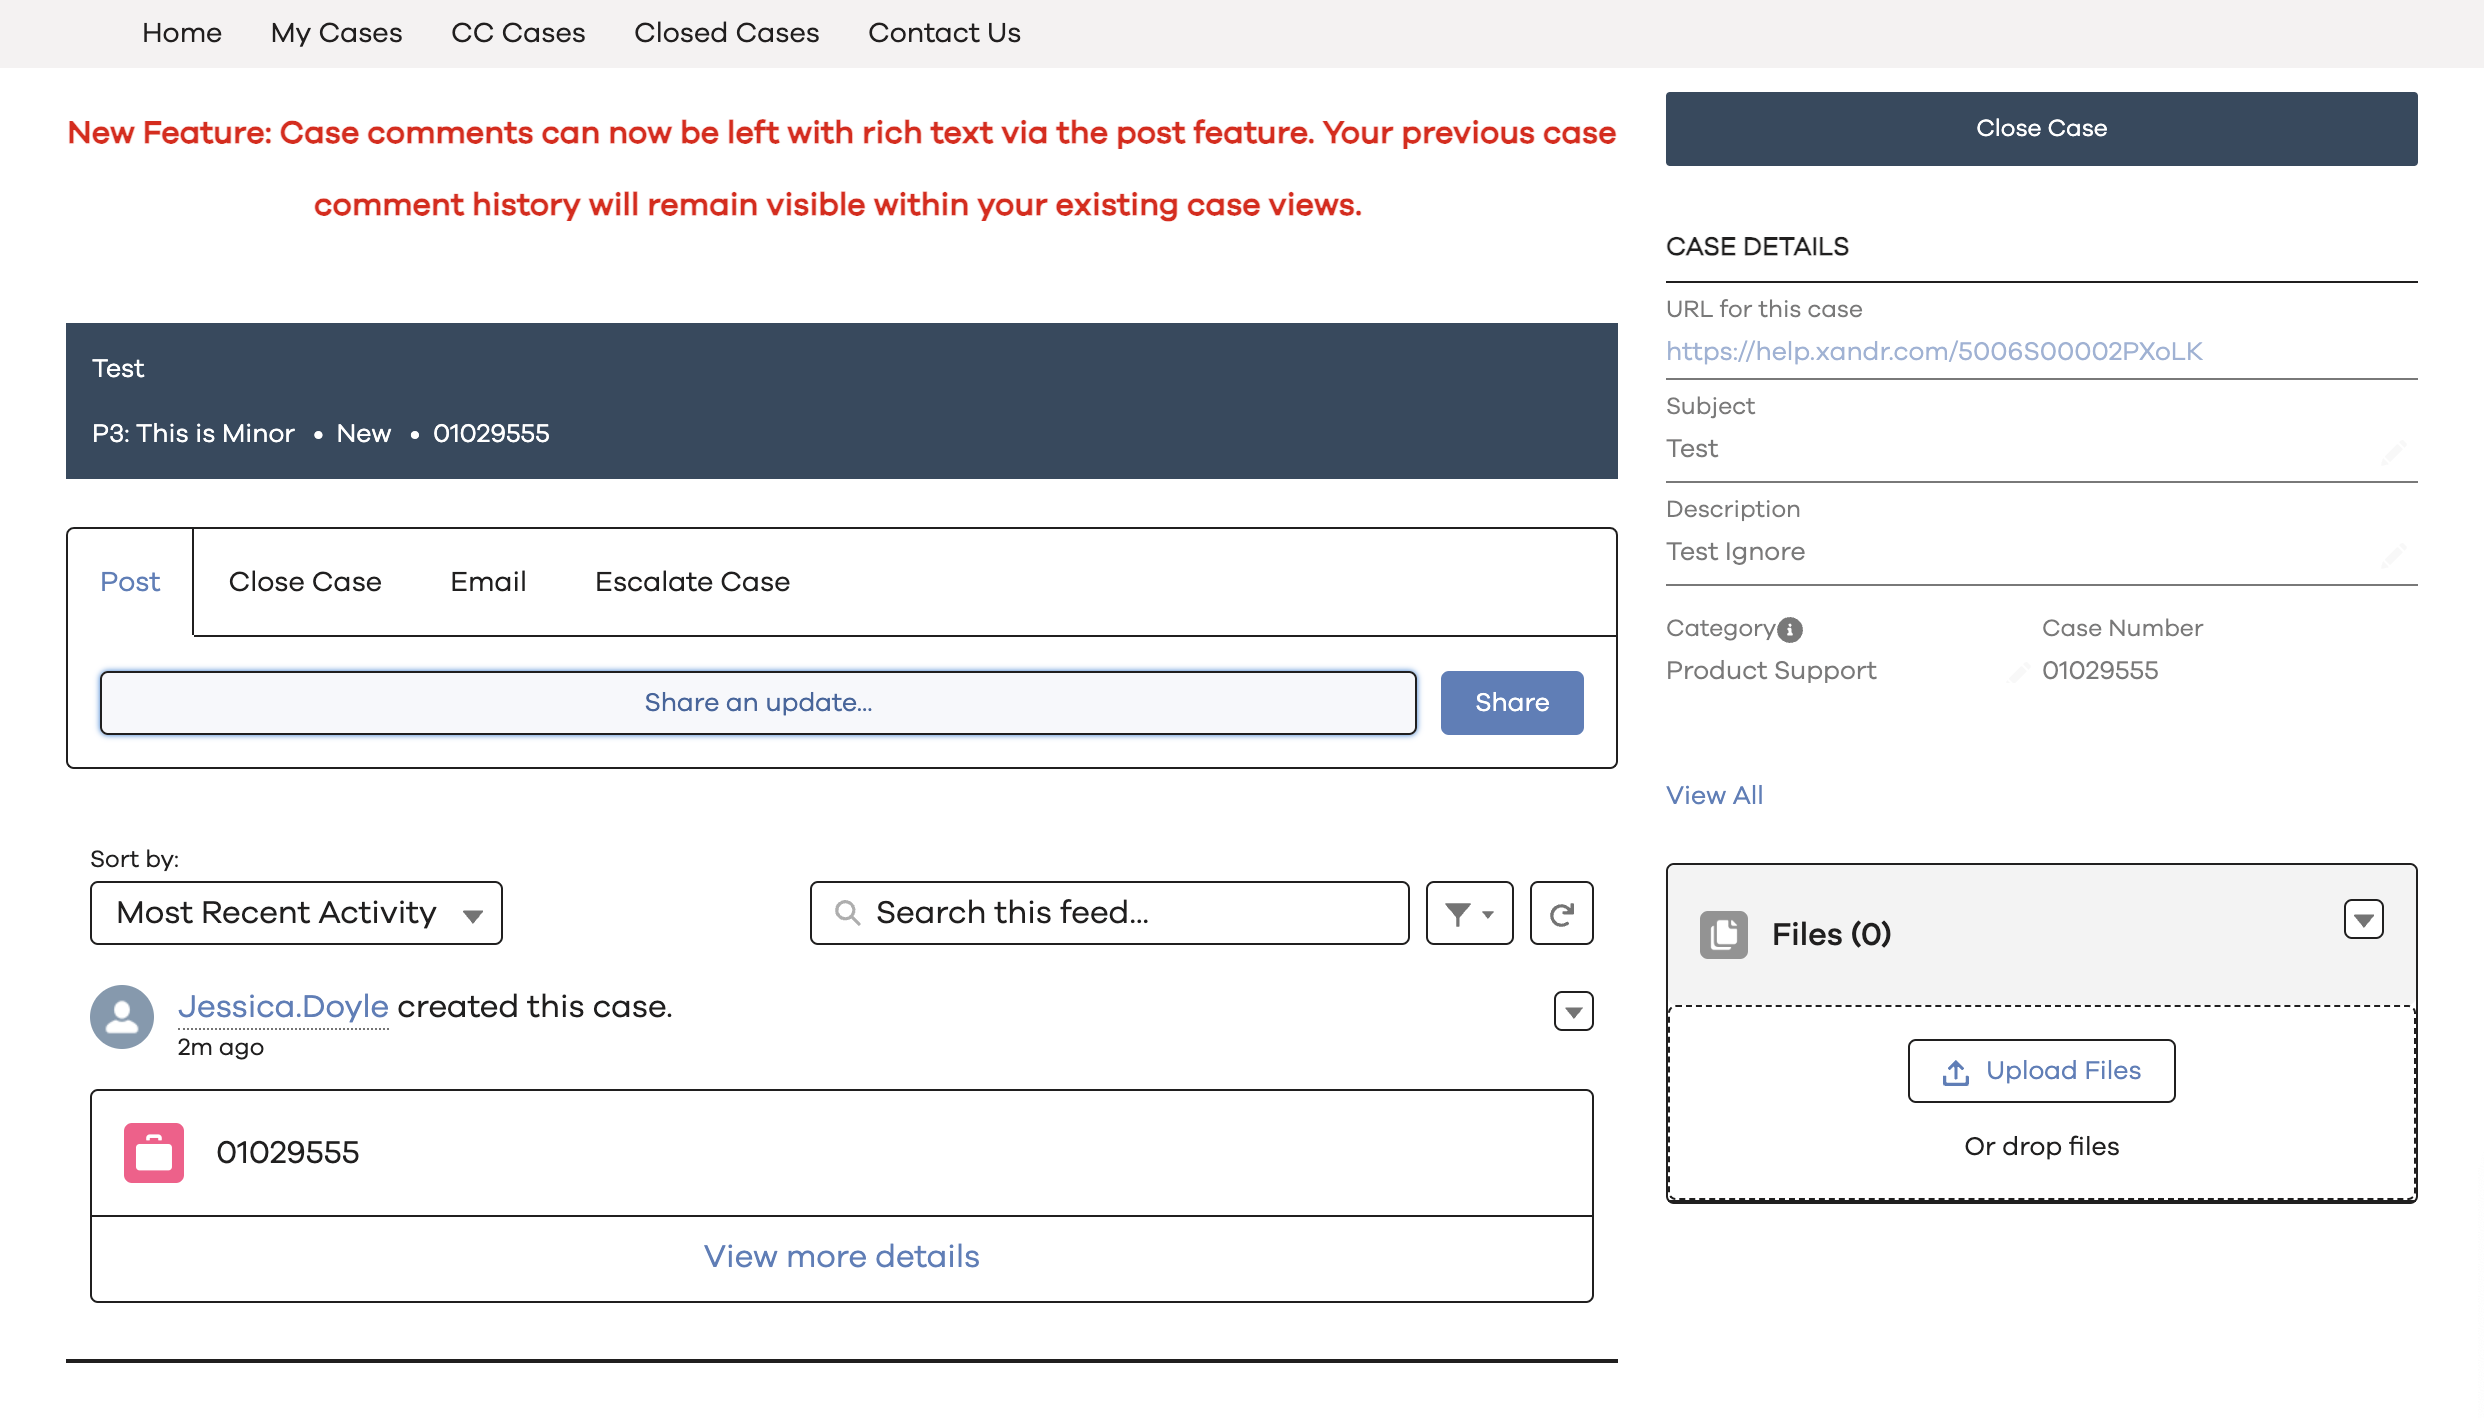 Home My Cases CC Cases Closed Cases Contact Us
New Feature: Case comments can now be left with rich text via the post feature. Your previous case
comment history will remain visible within your existing case views.
Test
P3: This is Minor • New • 01029555
Post Close Case Email Escalate Case
Share an update... Share
Sort by:
Most Recent Activity Search this feed...
Jessica.Doyle created this case.
2m ago
01029555
View more details
Close Case
CASE DETAILS
URL for this case
https://help.xandr.com/5006S00002PXoLK
Subject
Test
Description
Test Ignore
Category Case Number
Product Support 01029555
View All
Files (0)
Upload Files
Or drop files